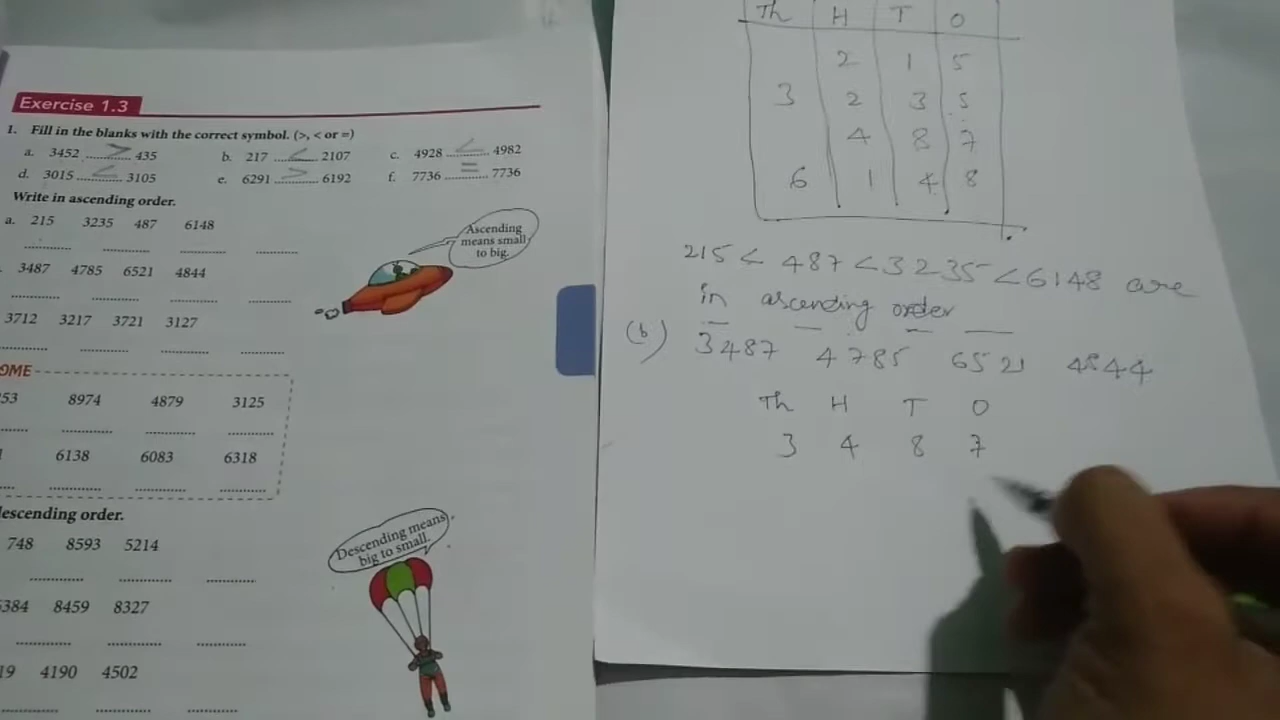 Exercise 1.3
1. Fill in the blanks with the correct symbol. (>, < or =)
a. 3452 ..... > ..... 435 b. 217 ..... < ..... 2107 c. 4928 ..... < ..... 4982
d. 3015 ..... < ..... 3105 e. 6291 ..... > ..... 6192 f. 7736 ..... = ..... 7736
Write in ascending order.
a. 215 3235 487 6148
3487 4785 6521 4844
3712 3217 3721 3127
Ascending
means small
to big.
OME
53 8974 4879 3125
6138 6083 6318
descending order.
748 8593 5214
6384 8459 8327
19 4190 4502
Descending means
big to small.
Th H T O
2 1 5
3 2 3 5
4 8 7
6 1 4 8
215 < 487 < 3235 < 6148 are
in ascending order
(b) 3487 4785 6521 4844
Th H T O
3 4 8 7